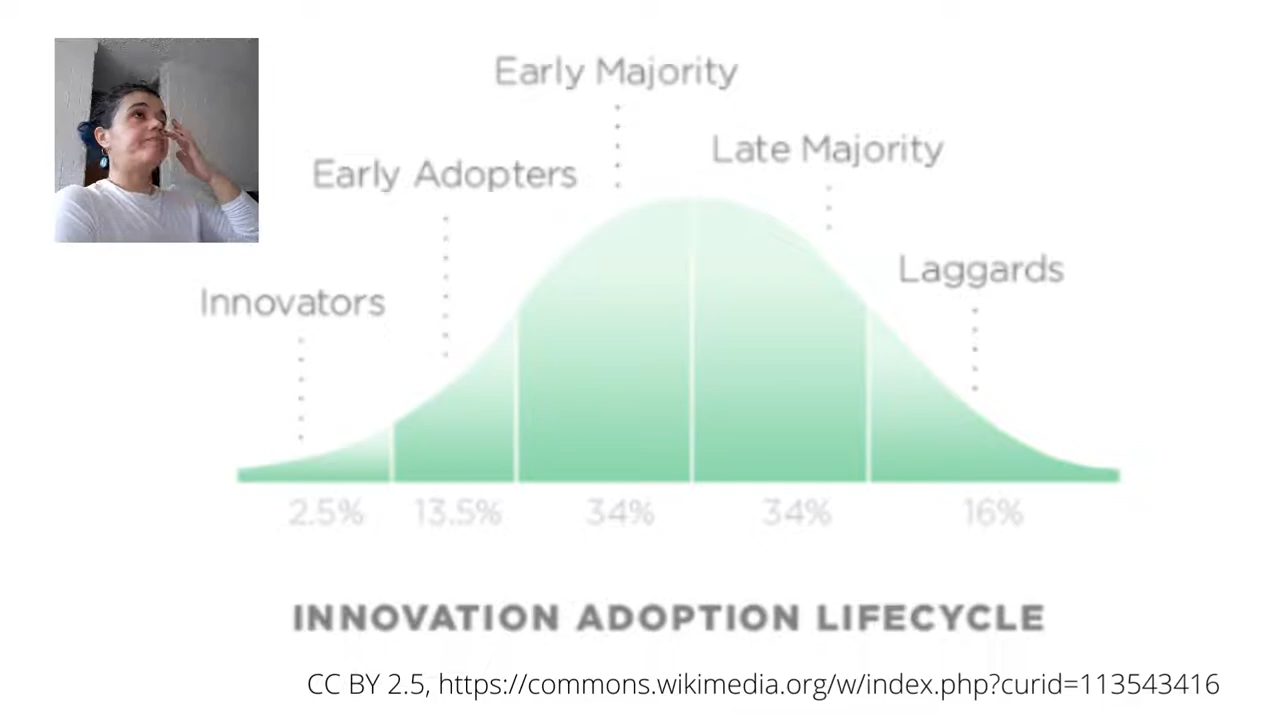 Early Majority
Late Majority
Early Adopters
Laggards
Innovators
2.5% 13.5% 34% 34% 16%
INNOVATION ADOPTION LIFECYCLE
CC BY 2.5, https://commons.wikimedia.org/w/index.php?curid=113543416